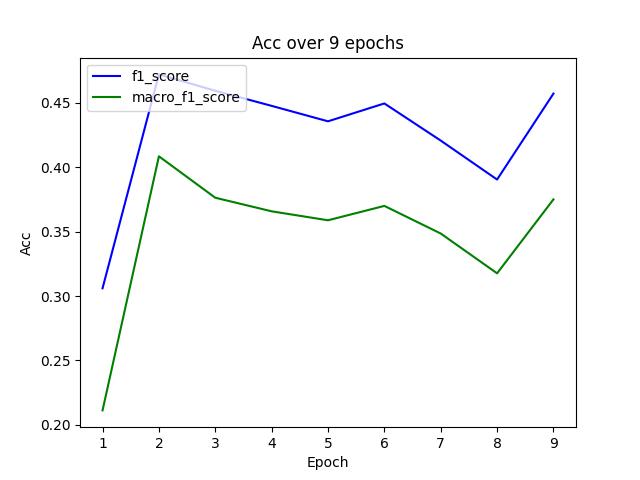 Acc over 9 epochs
f1_score
macro_f1_score
0.45
0.40
0.35
0.30
0.25
0.20
Acc
1 2 3 4 5 6 7 8 9
Epoch